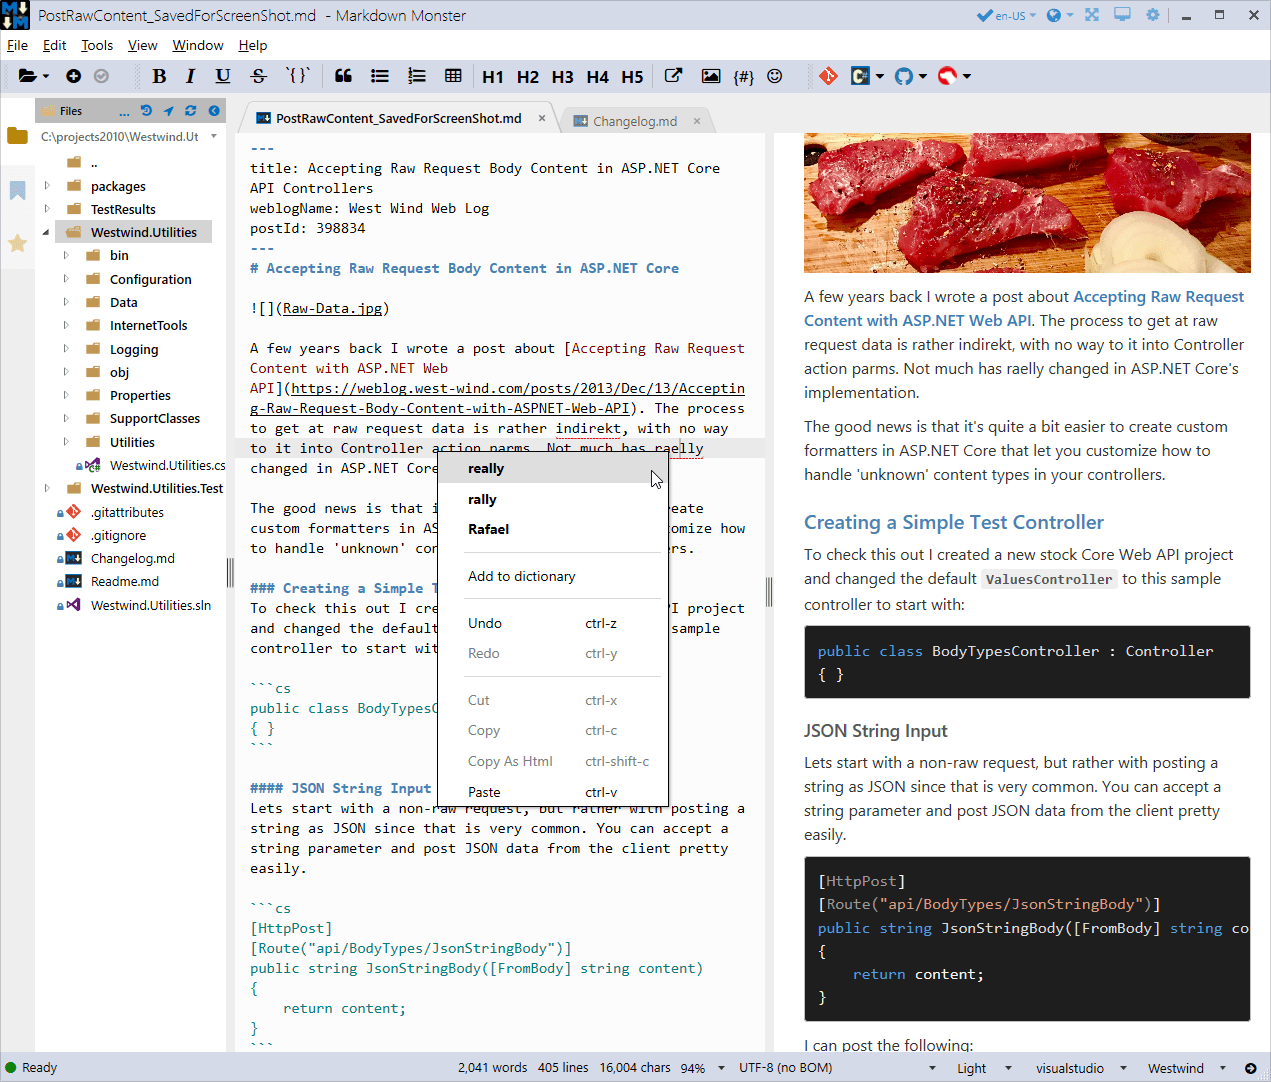 PostRawContent_SavedForScreenShot.md - Markdown Monster
en-US
File Edit Tools View Window Help
B I U S `{}` H1 H2 H3 H4 H5 {#} C#
Files ...
C:\projects2010\Westwind.Ut
..
packages
TestResults
Westwind.Utilities
bin
Configuration
Data
InternetTools
Logging
obj
Properties
SupportClasses
Utilities
Westwind.Utilities.cs
Westwind.Utilities.Test
.gitattributes
.gitignore
Changelog.md
Readme.md
Westwind.Utilities.sln
PostRawContent_SavedForScreenShot.md ×
Changelog.md ×
---
title: Accepting Raw Request Body Content in ASP.NET Core
API Controllers
weblogName: West Wind Web Log
postId: 398834
---
# Accepting Raw Request Body Content in ASP.NET Core
![](Raw-Data.jpg)
A few years back I wrote a post about [Accepting Raw Request
Content with ASP.NET Web
API](https://weblog.west-wind.com/posts/2013/Dec/13/Acceptin
g-Raw-Request-Body-Content-with-ASPNET-Web-API). The process
to get at raw request data is rather indirekt, with no way
to it into Controller action parms. Not much has raelly
changed in ASP.NET Core
The good news is that i
create
custom formatters in AS
tomize how
to handle 'unknown' con
ers.
### Creating a Simple T
To check this out I cre
PI project
and changed the default
sample
controller to start wit
```cs
public class BodyTypesC
{ }
```
#### JSON String Input
Lets start with a non-raw request, but rather with posting a
string as JSON since that is very common. You can accept a
string parameter and post JSON data from the client pretty
easily.
```cs
[HttpPost]
[Route("api/BodyTypes/JsonStringBody")]
public string JsonStringBody([FromBody] string content)
{
return content;
}
```
really
rally
Rafael
Add to dictionary
Undo ctrl-z
Redo ctrl-y
Cut ctrl-x
Copy ctrl-c
Copy As Html ctrl-shift-c
Paste ctrl-v
A few years back I wrote a post about Accepting Raw Request
Content with ASP.NET Web API. The process to get at raw
request data is rather indirekt, with no way to it into Controller
action parms. Not much has raelly changed in ASP.NET Core's
implementation.
The good news is that it's quite a bit easier to create custom
formatters in ASP.NET Core that let you customize how to
handle 'unknown' content types in your controllers.
Creating a Simple Test Controller
To check this out I created a new stock Core Web API project
and changed the default ValuesController to this sample
controller to start with:
public class BodyTypesController : Controller
{ }
JSON String Input
Lets start with a non-raw request, but rather with posting a
string as JSON since that is very common. You can accept a
string parameter and post JSON data from the client pretty
easily.
[HttpPost]
[Route("api/BodyTypes/JsonStringBody")]
public string JsonStringBody([FromBody] string co
{
return content;
}
I can post the following:
Ready 2,041 words 405 lines 16,004 chars 94% UTF-8 (no BOM) Light visualstudio Westwind